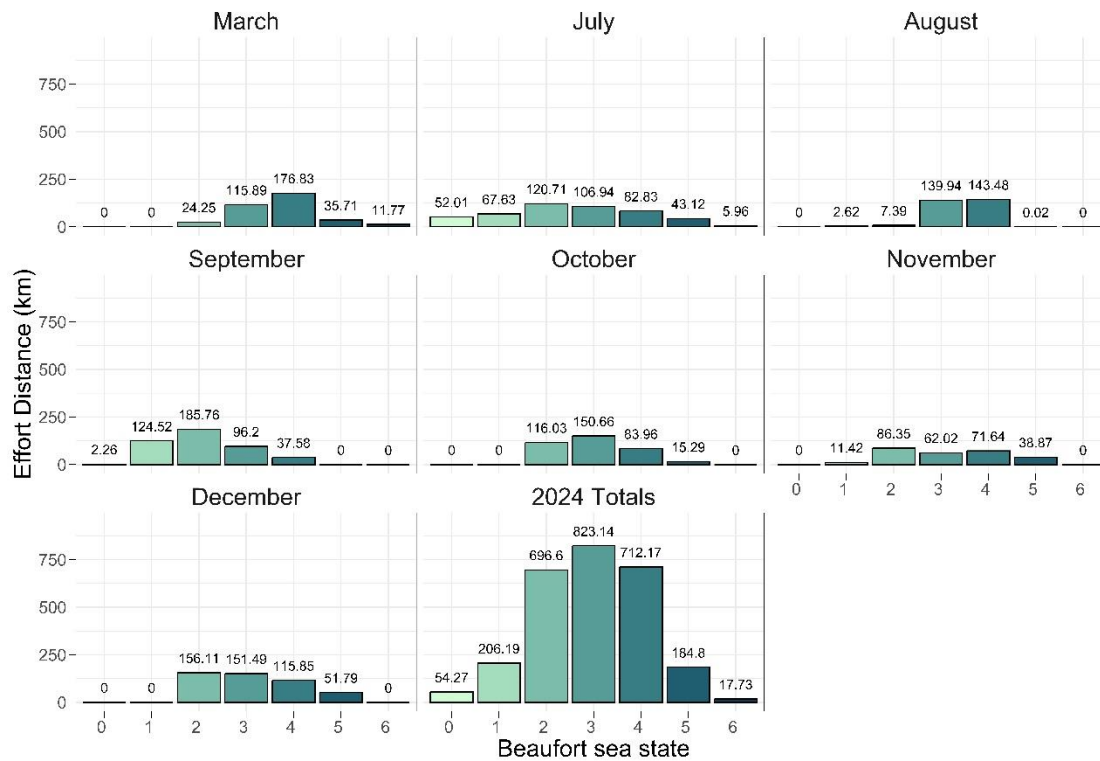 March July August
750
500
250
0
0 0 24.25 115.89 176.83 35.71 11.77
52.01 67.63 120.71 106.94 82.83 43.12 5.96
0 2.62 7.39 139.94 143.48 0.02 0
September October November
750
500
250
0
2.26 124.52 185.76 96.2 37.58 0 0
0 0 116.03 150.66 83.96 15.29 0
0 11.42 86.35 62.02 71.64 38.87 0
0 1 2 3 4 5 6
December 2024 Totals
750
500
250
0
0 0 156.11 151.49 115.85 51.79 0
54.27 206.19 696.6 823.14 712.17 184.8 17.73
0 1 2 3 4 5 6
0 1 2 3 4 5 6
Effort Distance (km)
Beaufort sea state